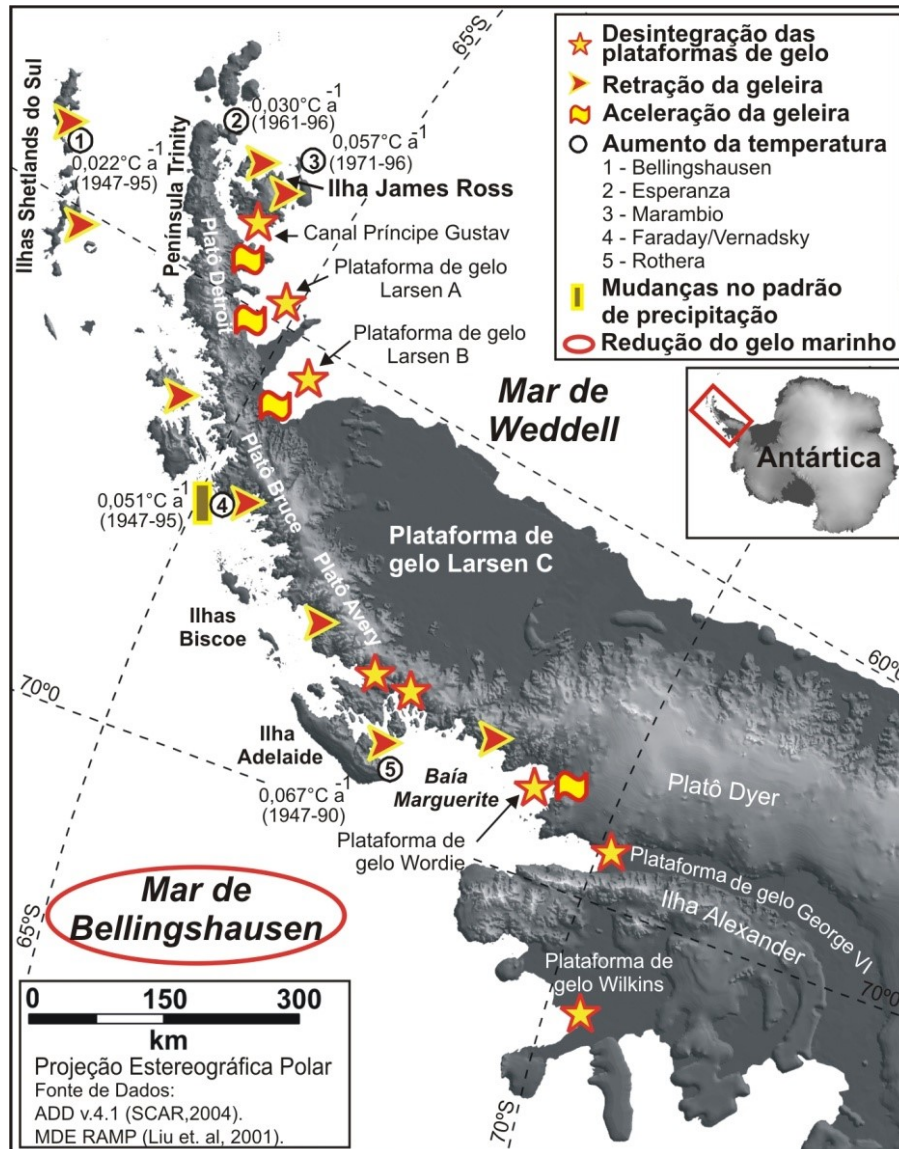 Desintegração das
plataformas de gelo
Retração da geleira
Aceleração da geleira
Aumento da temperatura
1 - Bellingshausen
2 - Esperanza
3 - Marambio
4 - Faraday/Vernadsky
5 - Rothera
Mudanças no padrão
de precipitação
Redução do gelo marinho
Antártica
65ºS
Ilhas Shetlands do Sul
1
0,022°C a-1
(1947-95)
2
0,030°C a-1
(1961-96)
3
0,057°C a-1
(1971-96)
Península Trinity
Ilha James Ross
Canal Príncipe Gustav
Platô Detroit
Plataforma de gelo
Larsen A
Plataforma de gelo
Larsen B
Mar de
Weddell
0,051°C a-1
(1947-95)
4
Platô Bruce
Plataforma de
gelo Larsen C
Platô Avery
Ilhas
Biscoe
60ºO
70ºO
Ilha
Adelaide
5
0,067°C a-1
(1947-90)
Baía
Marguerite
Platô Dyer
Plataforma de
gelo Wordie
Plataforma de gelo George VI
Ilha Alexander
70ºO
Mar de
Bellingshausen
65ºS
Plataforma de
gelo Wilkins
70ºS
0 150 300
km
Projeção Estereográfica Polar
Fonte de Dados:
ADD v.4.1 (SCAR,2004).
MDE RAMP (Liu et. al, 2001).